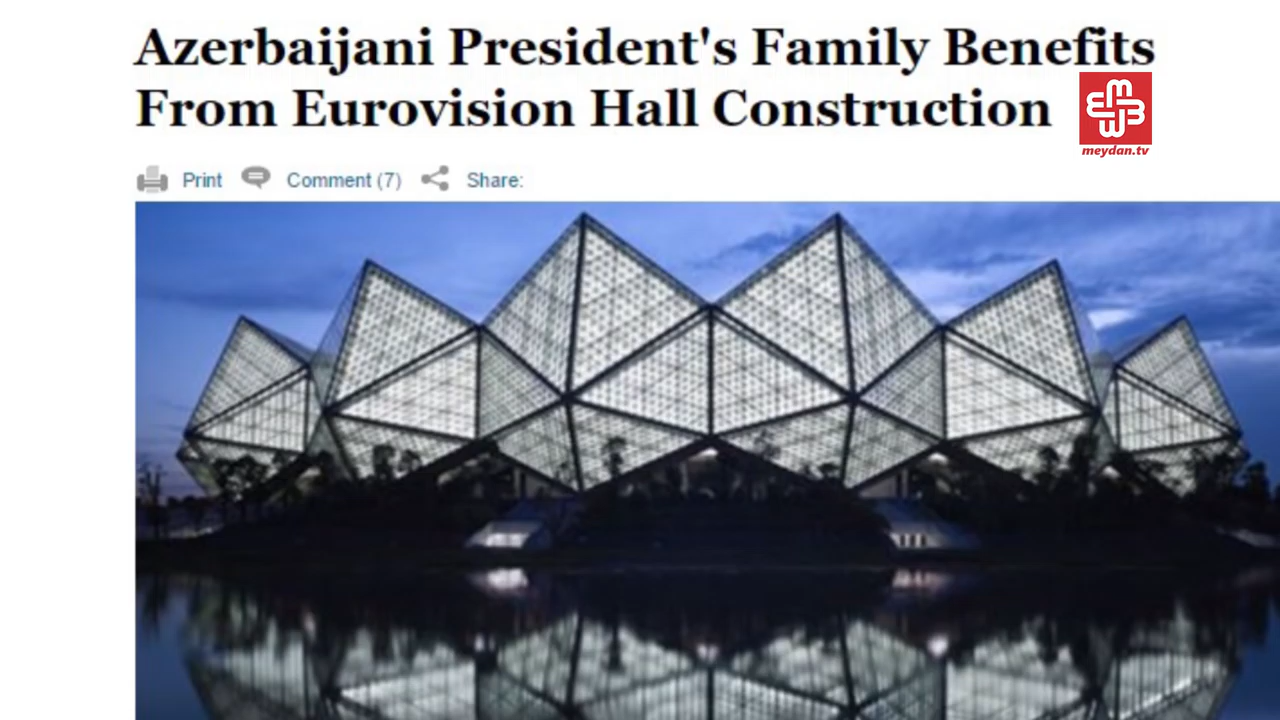 Azerbaijani President's Family Benefits
From Eurovision Hall Construction
meydan.tv
Print Comment (7) Share: